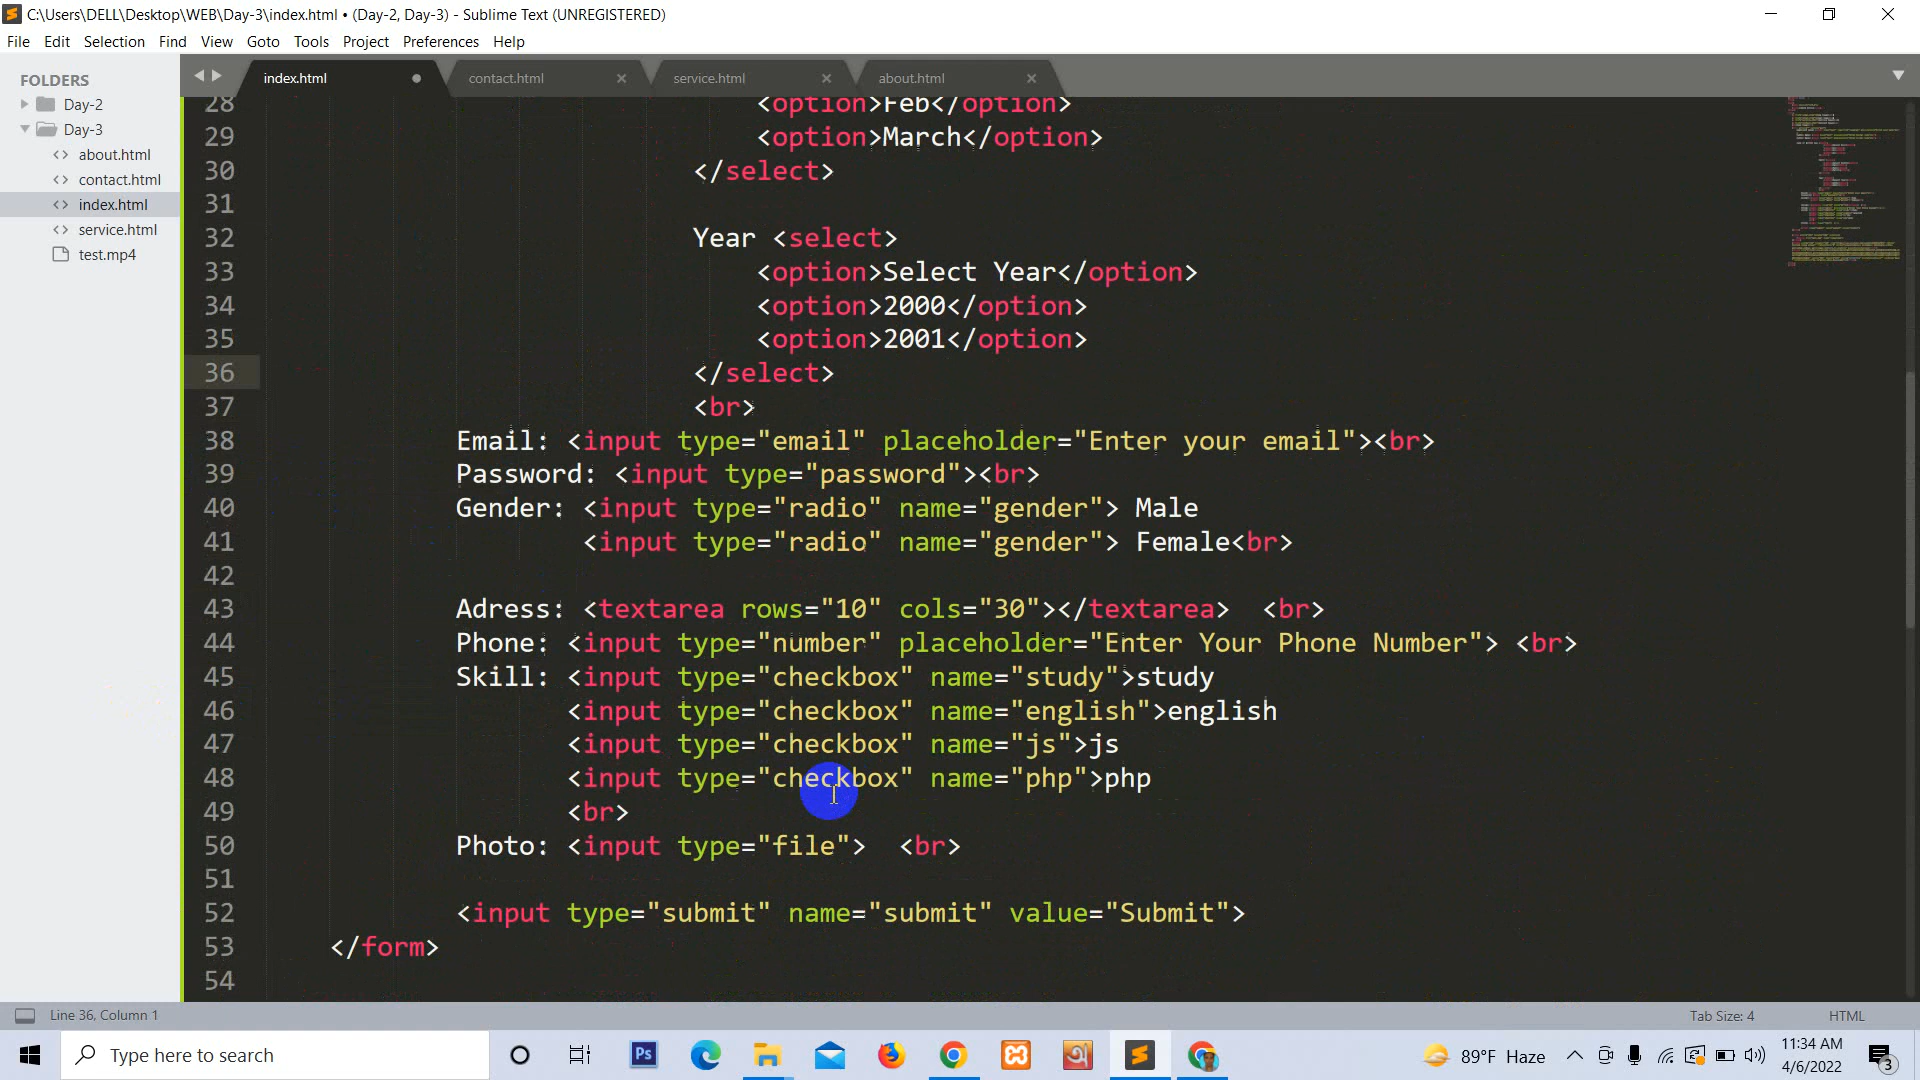 C:\Users\DELL\Desktop\WEB\Day-3\index.html • (Day-2, Day-3) - Sublime Text (UNREGISTERED)
File Edit Selection Find View Goto Tools Project Preferences Help
FOLDERS
Day-2
Day-3
about.html
contact.html
index.html
service.html
test.mp4
index.html contact.html service.html about.html
28 <option>Feb</option>
29 <option>March</option>
30 </select>
31
32 Year <select>
33 <option>Select Year</option>
34 <option>2000</option>
35 <option>2001</option>
36 </select>
37 <br>
38 Email: <input type="email" placeholder="Enter your email"><br>
39 Password: <input type="password"><br>
40 Gender: <input type="radio" name="gender"> Male
41 <input type="radio" name="gender"> Female<br>
42
43 Adress: <textarea rows="10" cols="30"></textarea> <br>
44 Phone: <input type="number" placeholder="Enter Your Phone Number"> <br>
45 Skill: <input type="checkbox" name="study">study
46 <input type="checkbox" name="english">english
47 <input type="checkbox" name="js">js
48 <input type="checkbox" name="php">php
49 <br>
50 Photo: <input type="file"> <br>
51
52 <input type="submit" name="submit" value="Submit">
53 </form>
54
Line 36, Column 1 Tab Size: 4 HTML
Type here to search
Ps
অ
89°F Haze
11:34 AM
4/6/2022
3